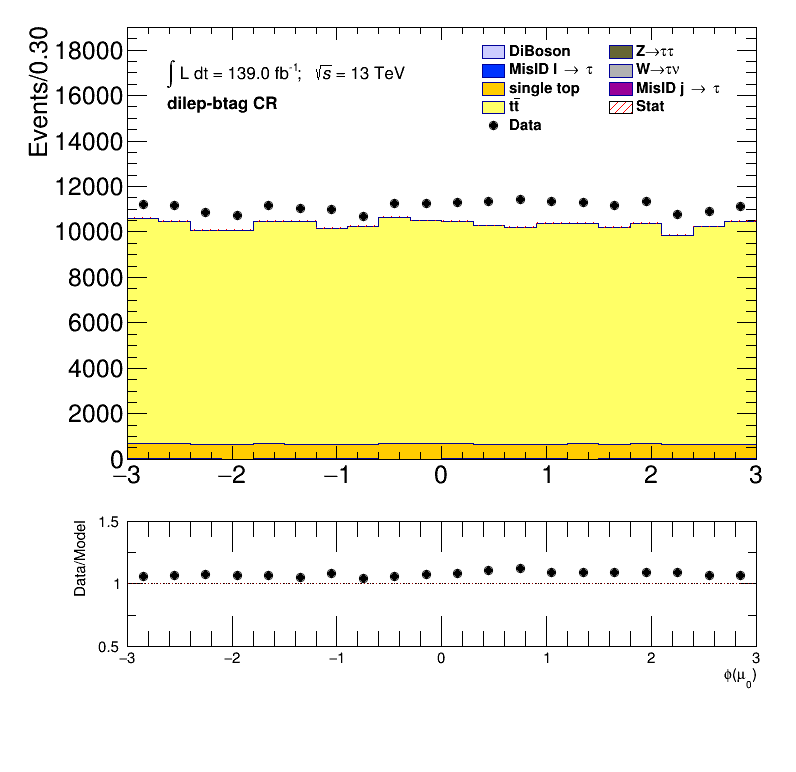 Events/0.30
18000
16000
14000
12000
10000
8000
6000
4000
2000
0
∫ L dt = 139.0 fb⁻¹; √s = 13 TeV
dilep-btag CR
DiBoson
MisID l → τ
single top
tt̄
Data
Z→ττ
W→τν
MisID j → τ
Stat
−3 −2 −1 0 1 2 3
Data/Model
1.5
1
0.5
−3 −2 −1 0 1 2 3
ϕ(μ₀)